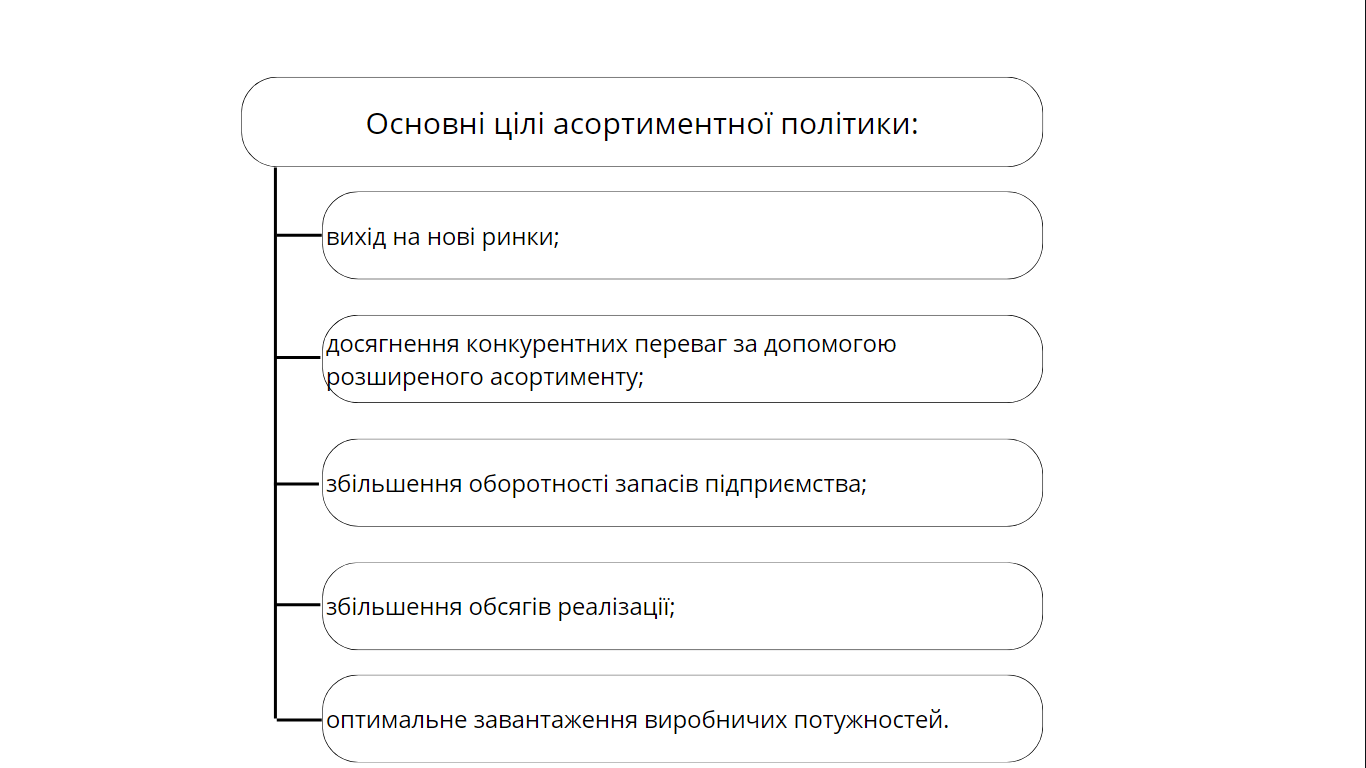 Основні цілі асортиментної політики:
вихід на нові ринки;
досягнення конкурентних переваг за допомогою
розширеного асортименту;
збільшення оборотності запасів підприємства;
збільшення обсягів реалізації;
оптимальне завантаження виробничих потужностей.